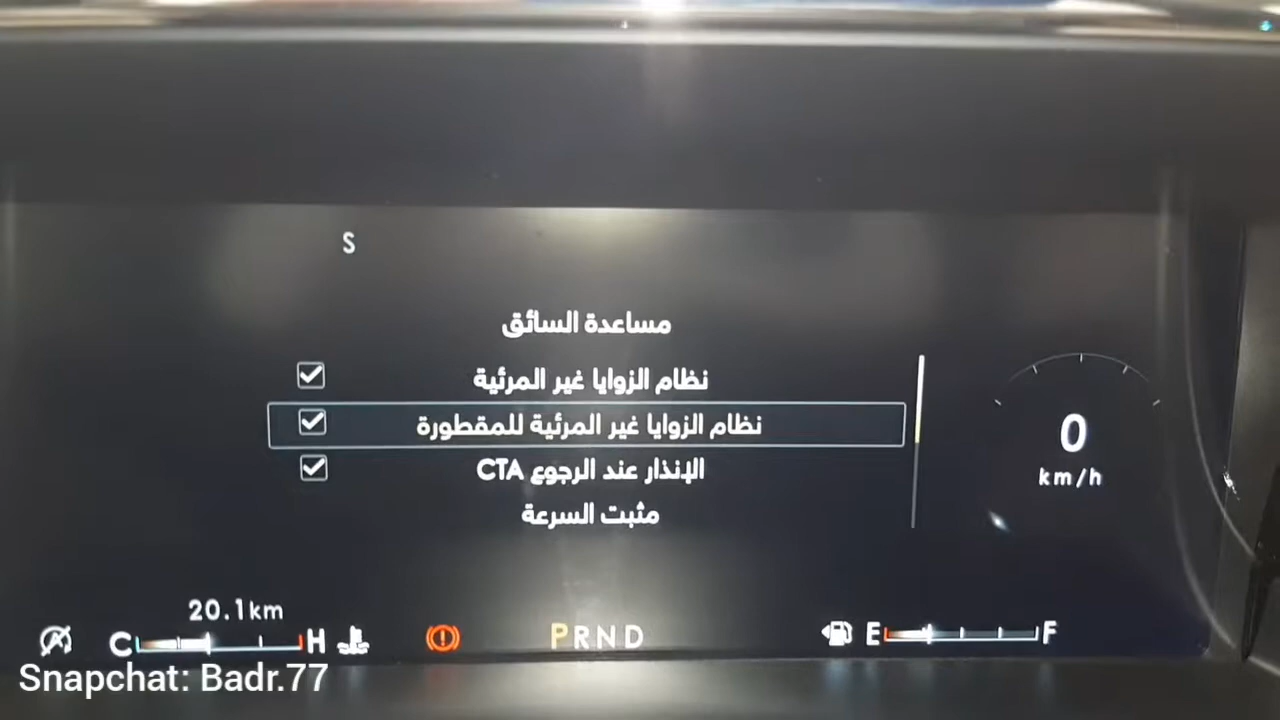 S
مساعدة السائق
نظام الزوايا غير المرئية
نظام الزوايا غير المرئية للمقطورة
الإنذار عند الرجوع CTA
مثبت السرعة
0
km/h
20.1km
C H
PRND
E F
Snapchat: Badr.77